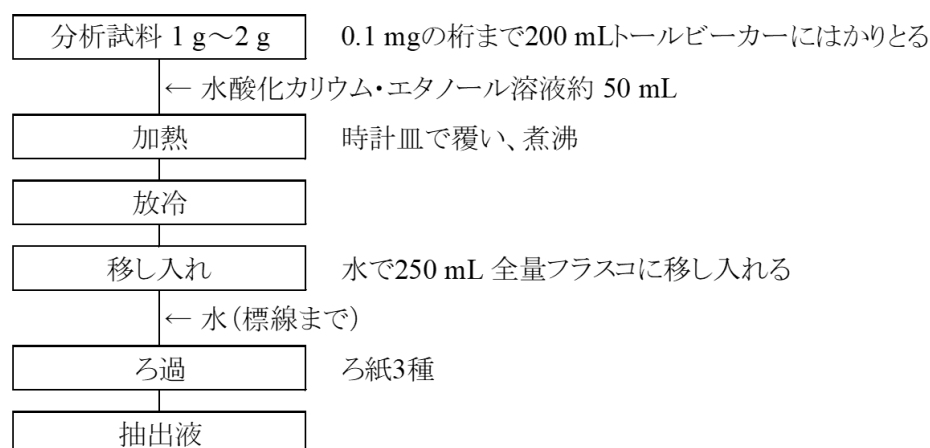 分析試料 1 g～2 g 0.1 mgの桁まで200 mLトールビーカーにはかりとる
← 水酸化カリウム・エタノール溶液約 50 mL
加熱 時計皿で覆い、煮沸
放冷
移し入れ 水で250 mL 全量フラスコに移し入れる
← 水（標線まで）
ろ過 ろ紙3種
抽出液